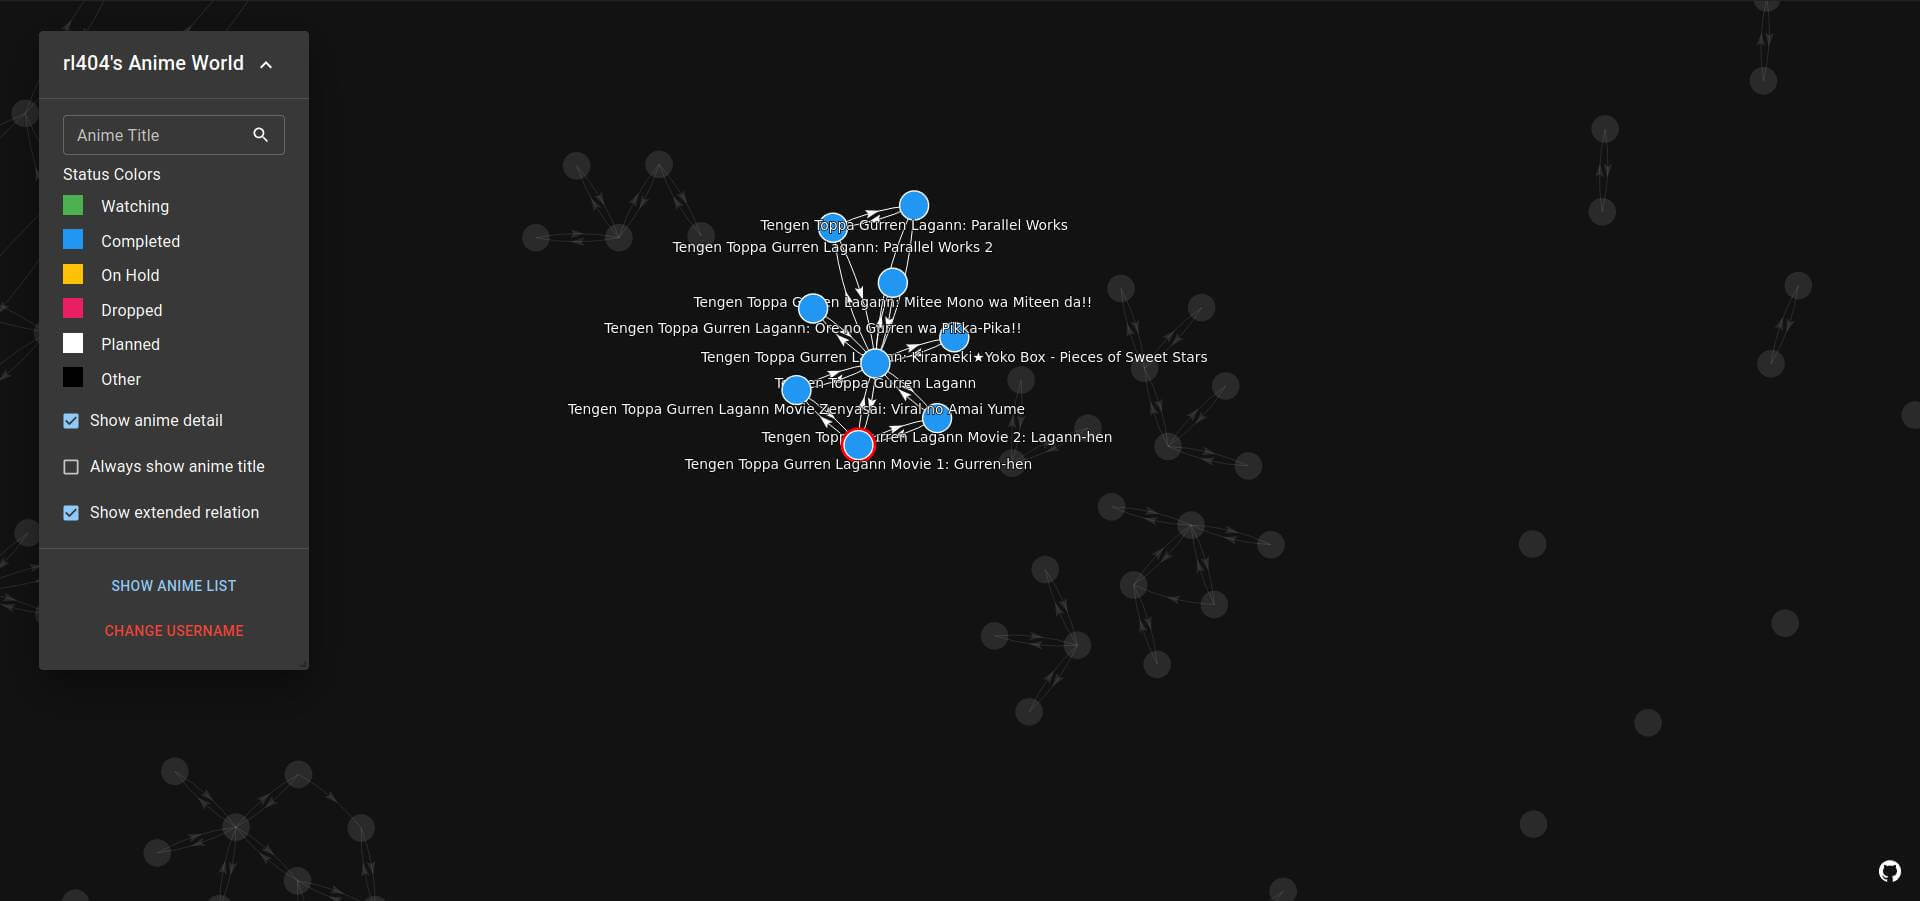 rl404's Anime World
Anime Title
Status Colors
Watching
Completed
On Hold
Dropped
Planned
Other
Show anime detail
Always show anime title
Show extended relation
SHOW ANIME LIST
CHANGE USERNAME
Tengen Toppa Gurren Lagann: Parallel Works
Tengen Toppa Gurren Lagann: Parallel Works 2
Tengen Toppa Gurren Lagann: Mitee Mono wa Miteen da!!
Tengen Toppa Gurren Lagann: Ore no Gurren wa Pikka-Pika!!
Tengen Toppa Gurren Lagann: Kirameki★Yoko Box - Pieces of Sweet Stars
Tengen Toppa Gurren Lagann
Tengen Toppa Gurren Lagann Movie Zenyasai: Viral no Amai Yume
Tengen Toppa Gurren Lagann Movie 2: Lagann-hen
Tengen Toppa Gurren Lagann Movie 1: Gurren-hen